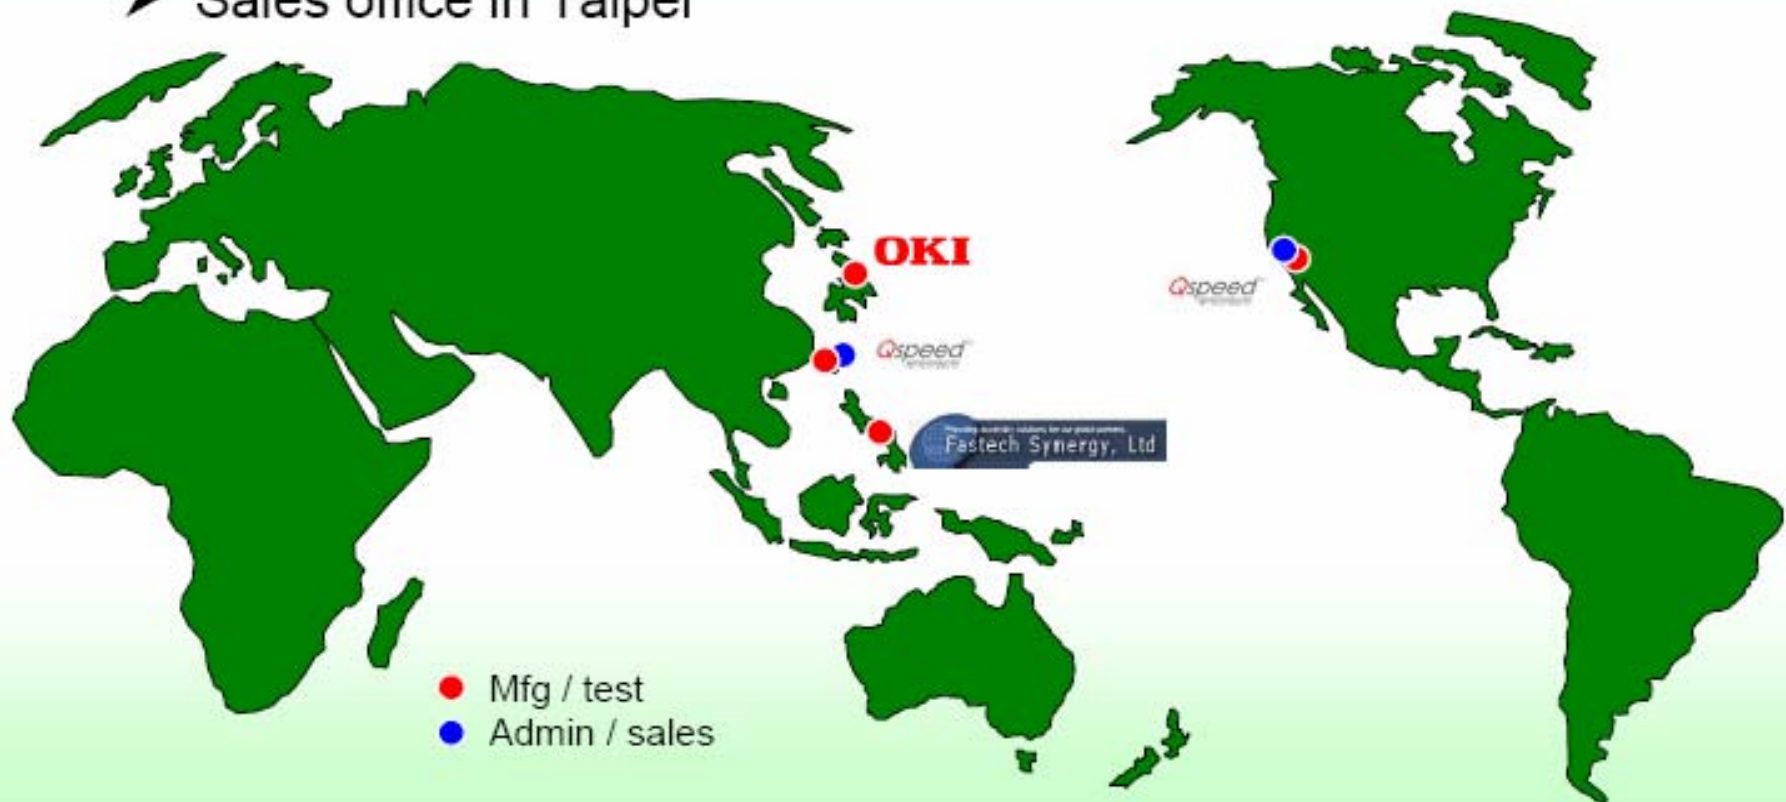 ➤ Sales office in Taipei
OKI
Qspeed
Qspeed
Fastech Synergy, Ltd
Mfg / test
Admin / sales